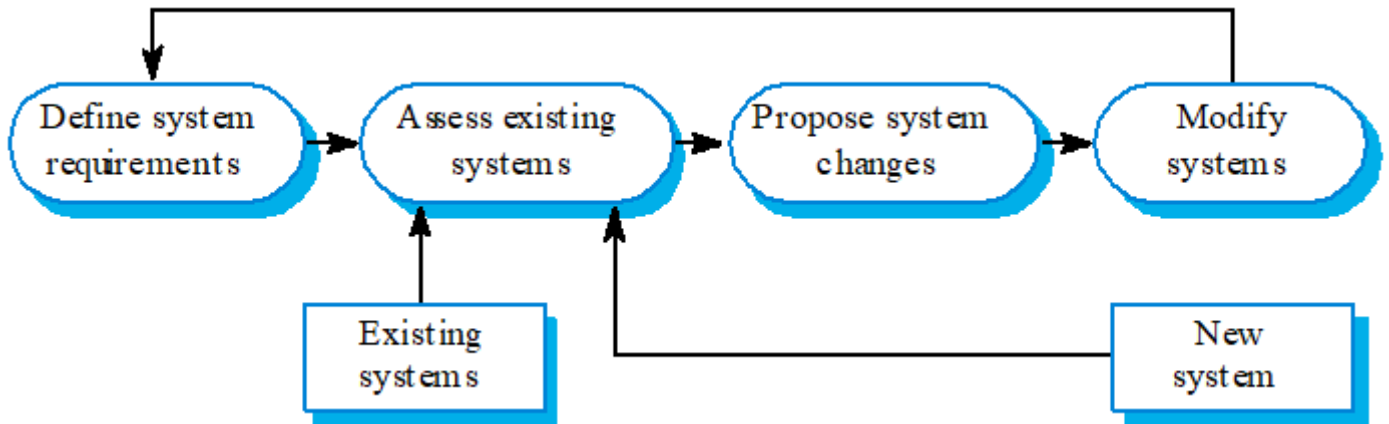 Define system
requirements
Assess existing
systems
Propose system
changes
Modify
systems
Existing
systems
New
system